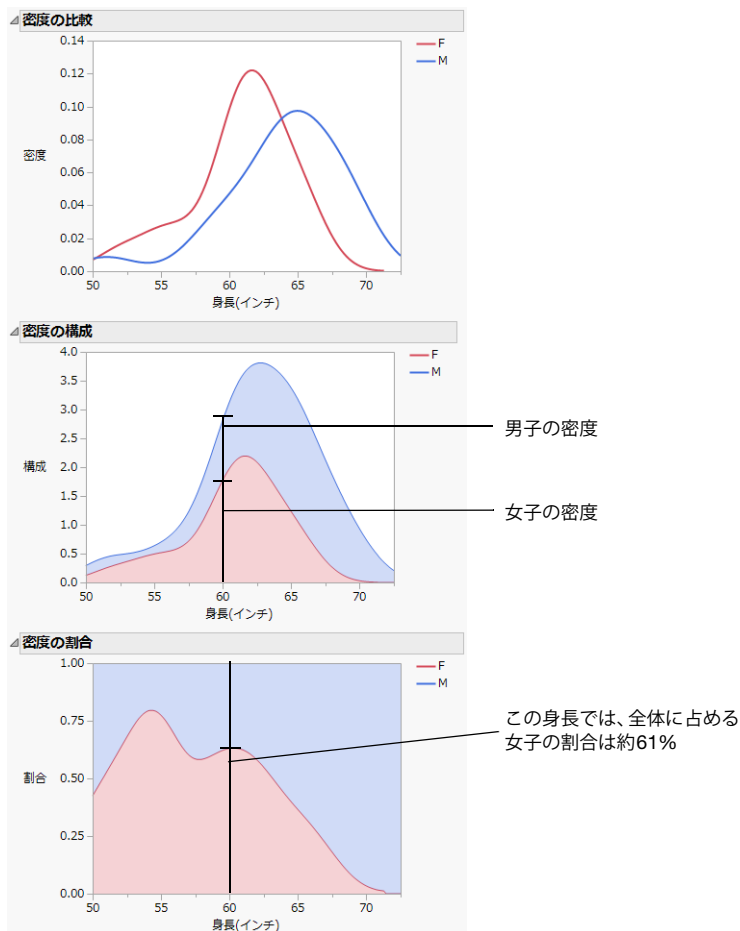 密度の比較
0.14
0.12
0.10
0.08
0.06
0.04
0.02
0.00
密度
50 55 60 65 70
身長(インチ)
F
M
密度の構成
4.0
3.5
3.0
2.5
2.0
1.5
1.0
0.5
0.0
構成
50 55 60 65 70
身長(インチ)
F
M
男子の密度
女子の密度
密度の割合
1.00
0.75
0.50
0.25
0.00
割合
50 55 60 65 70
身長(インチ)
F
M
この身長では、全体に占める
女子の割合は約61%